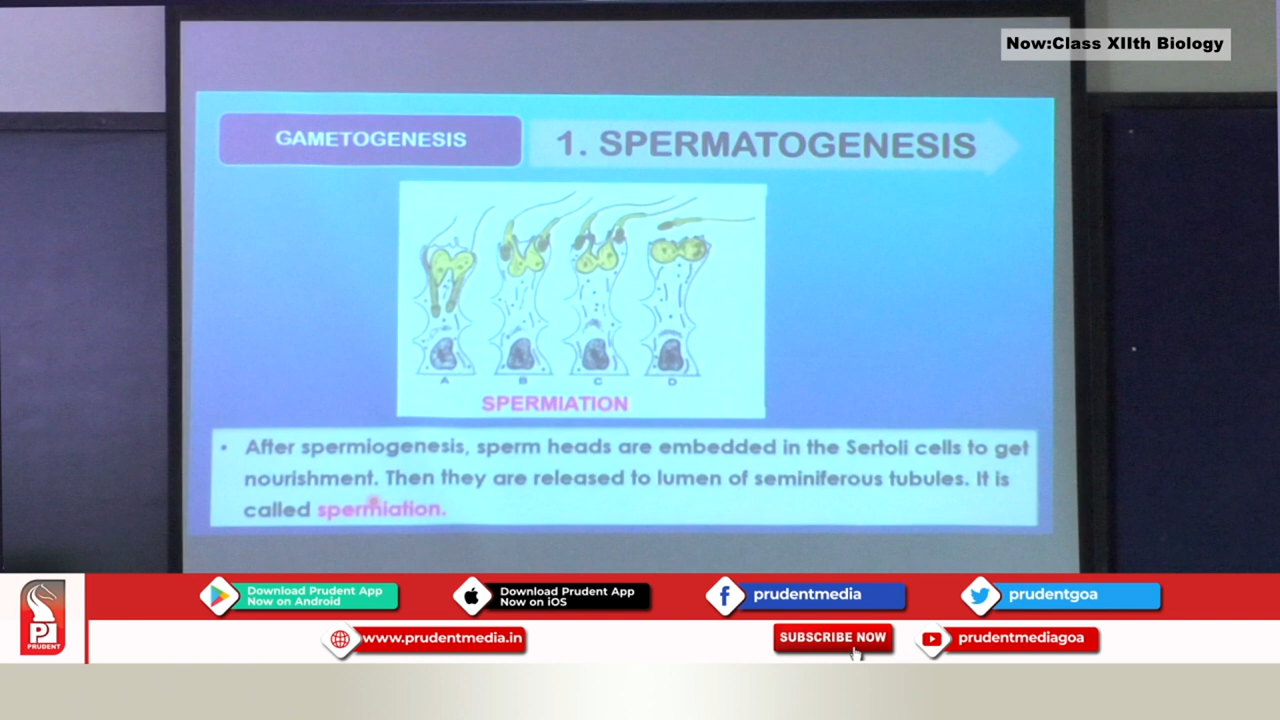 Now:Class XIIth Biology
GAMETOGENESIS
1. SPERMATOGENESIS
A B C D
SPERMIATION
• After spermiogenesis, sperm heads are embedded in the Sertoli cells to get
nourishment. Then they are released to lumen of seminiferous tubules. It is
called spermiation.
Download Prudent App
Now on Android
Download Prudent App
Now on iOS
prudentmedia
prudentgoa
PRUDENT
www.prudentmedia.in
SUBSCRIBE NOW
prudentmediagoa